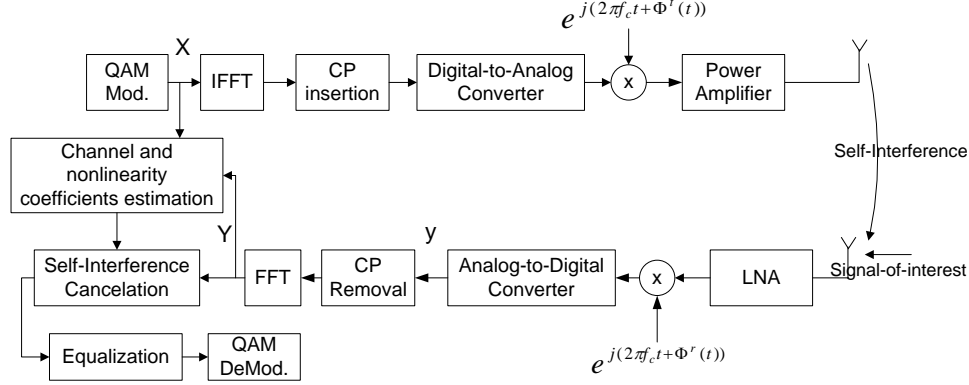 e^{j(2πf_c t+Φ^t(t))}
X
QAM
Mod.
IFFT
CP
insertion
Digital-to-Analog
Converter
x
Power
Amplifier
Channel and
nonlinearity
coefficients estimation
Self-Interference
Y
y
Self-Interference
Cancelation
FFT
CP
Removal
Analog-to-Digital
Converter
x
LNA
Signal-of-interest
Equalization
QAM
DeMod.
e^{j(2πf_c t+Φ^r(t))}